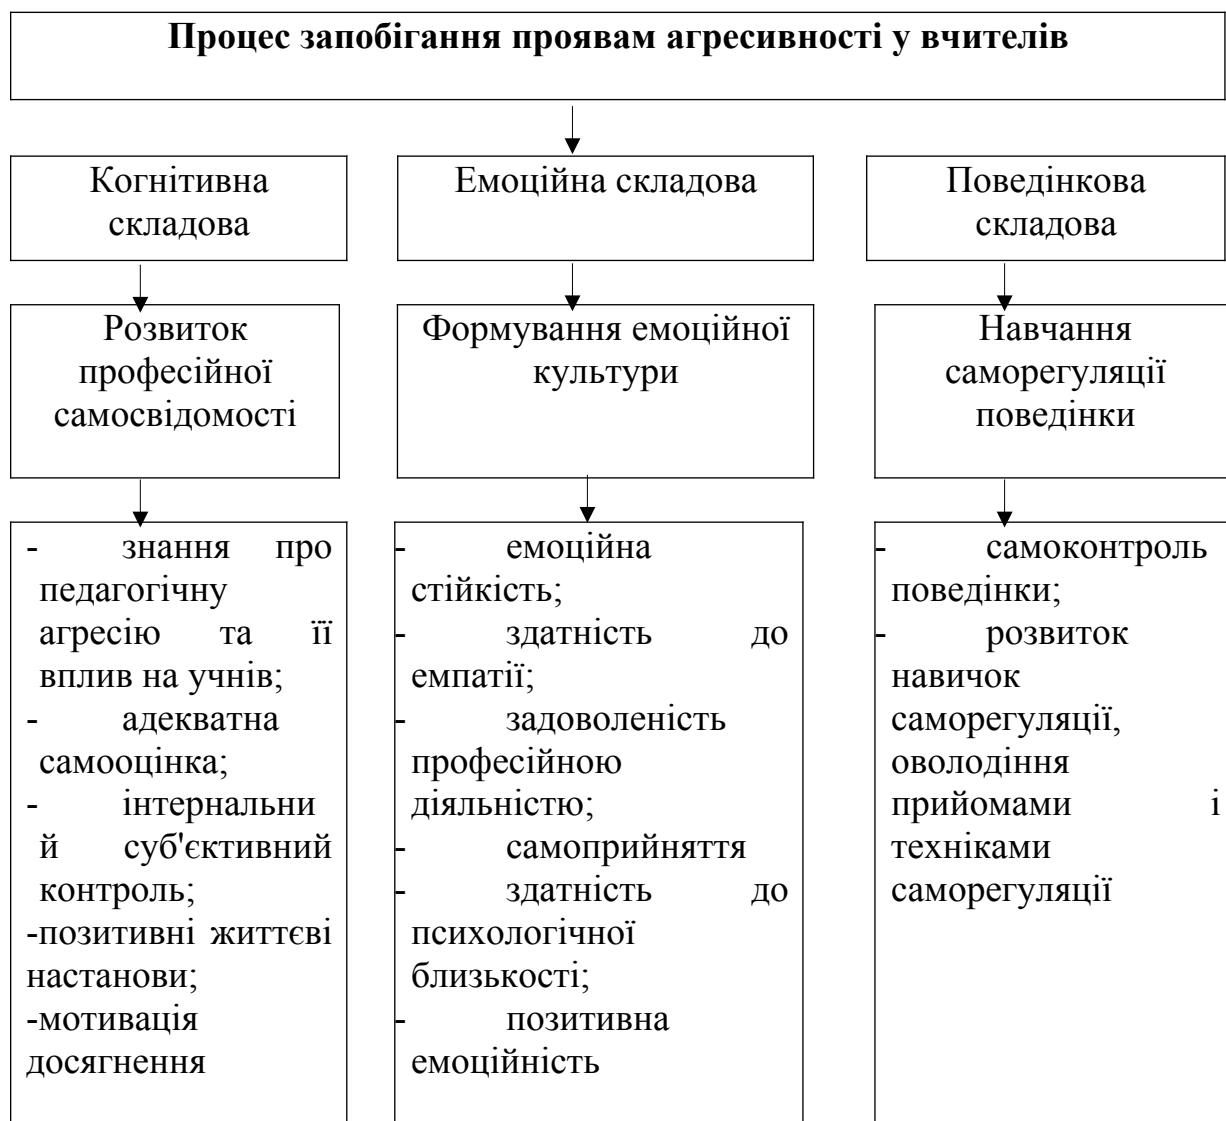 Процес запобігання проявам агресивності у вчителів
Когнітивна
складова
Емоційна складова
Поведінкова
складова
Розвиток
професійної
самосвідомості
Формування емоційної
культури
Навчання
саморегуляції
поведінки
- знання про
педагогічну
агресію та її
вплив на учнів;
- адекватна
самооцінка;
- інтернальни
й суб'єктивний
контроль;
-позитивні життєві
настанови;
-мотивація
досягнення
- емоційна
стійкість;
- здатність до
емпатії;
- задоволеність
професійною
діяльністю;
- самоприйняття
- здатність до
психологічної
близькості;
- позитивна
емоційність
- самоконтроль
поведінки;
- розвиток
навичок
саморегуляції,
оволодіння
прийомами і
техніками
саморегуляції